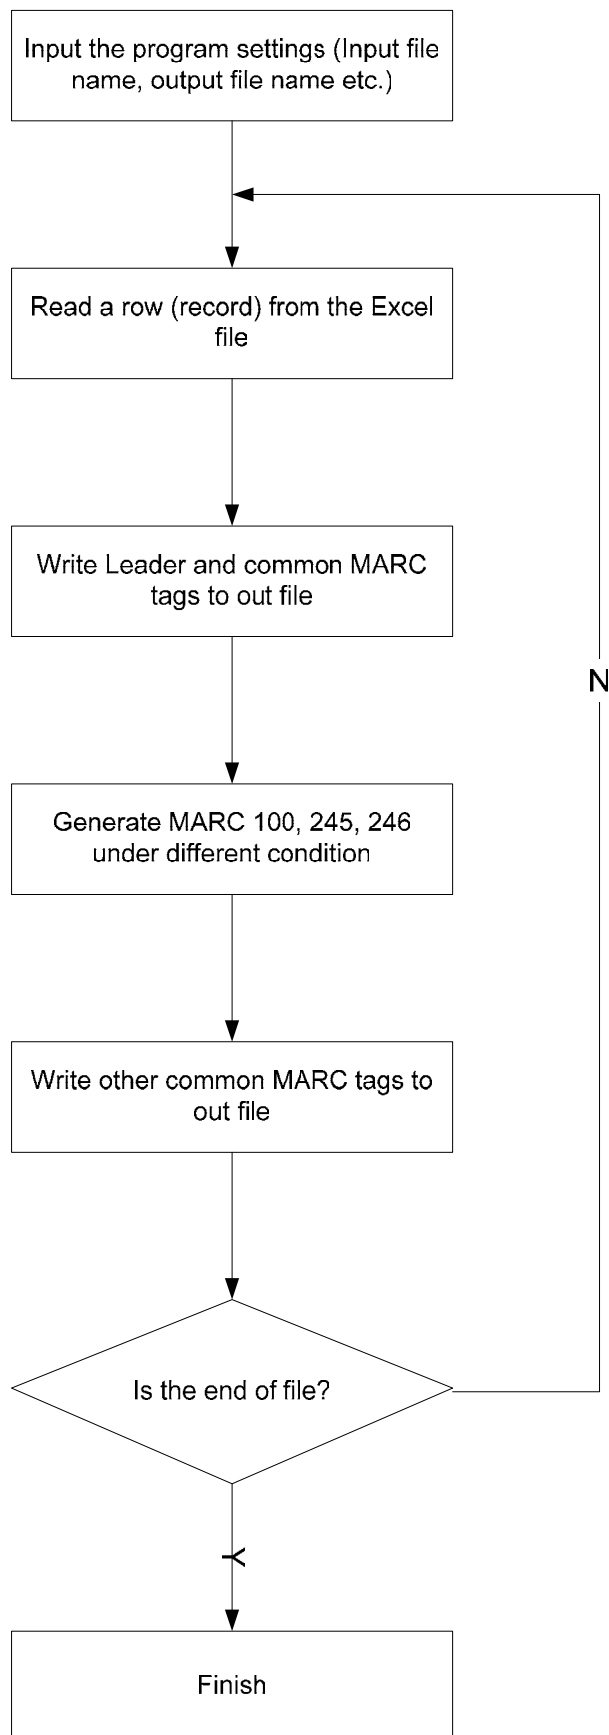 Input the program settings (Input file
name, output file name etc.)
Read a row (record) from the Excel
file
Write Leader and common MARC
tags to out file
N
Generate MARC 100, 245, 246
under different condition
Write other common MARC tags to
out file
Is the end of file?
Y
Finish